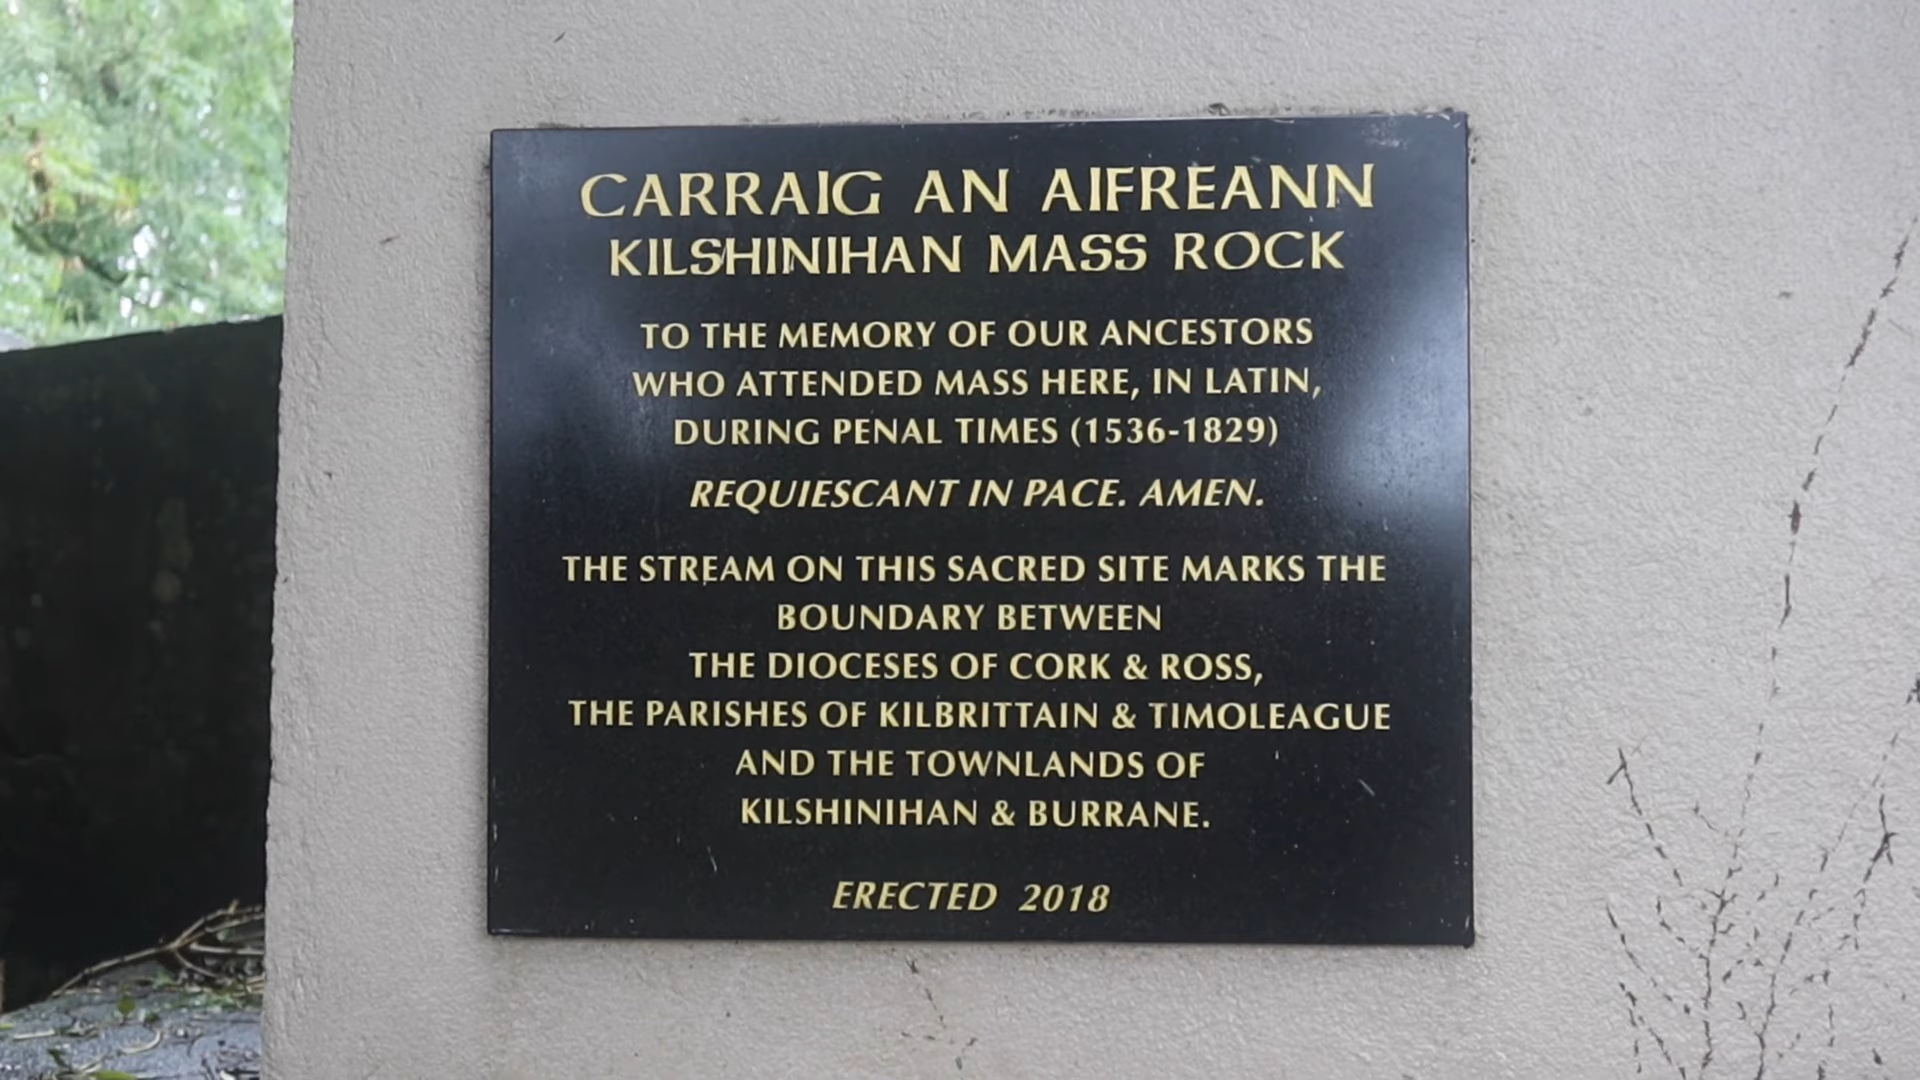 CARRAIG AN AIFREANN
KILSHINIHAN MASS ROCK
TO THE MEMORY OF OUR ANCESTORS
WHO ATTENDED MASS HERE, IN LATIN,
DURING PENAL TIMES (1536-1829)
REQUIESCANT IN PACE. AMEN.
THE STREAM ON THIS SACRED SITE MARKS THE
BOUNDARY BETWEEN
THE DIOCESES OF CORK & ROSS,
THE PARISHES OF KILBRITTAIN & TIMOLEAGUE
AND THE TOWNLANDS OF
KILSHINIHAN & BURRANE.
ERECTED 2018